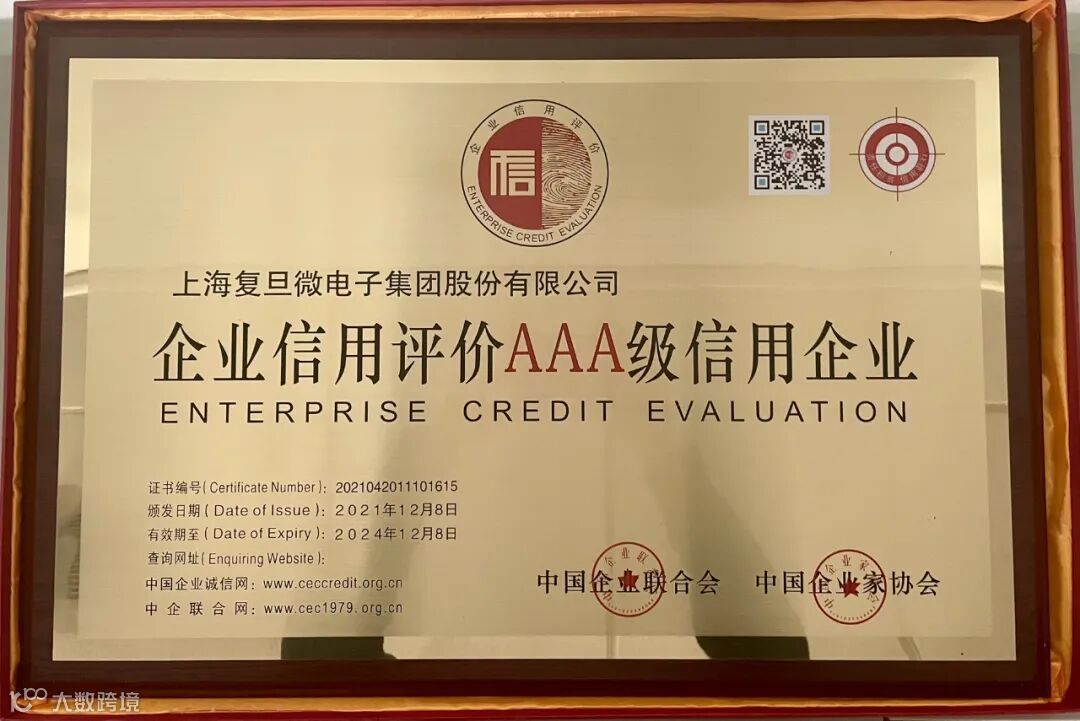 企业信用评价
信
ENTERPRISE CREDIT EVALUATION
上海复旦微电子集团股份有限公司
企业信用评价AAA级信用企业
ENTERPRISE CREDIT EVALUATION
证书编号(Certificate Number): 2021042011101615
颁发日期(Date of Issue): 2021年12月8日
有效期至(Date of Expiry): 2024年12月8日
查询网址(Enquiring Website):
中国企业诚信网: www.ceccredit.org.cn
中企联合网: www.cec1979.org.cn
中国企业联合会 中国企业家协会
大数跨境